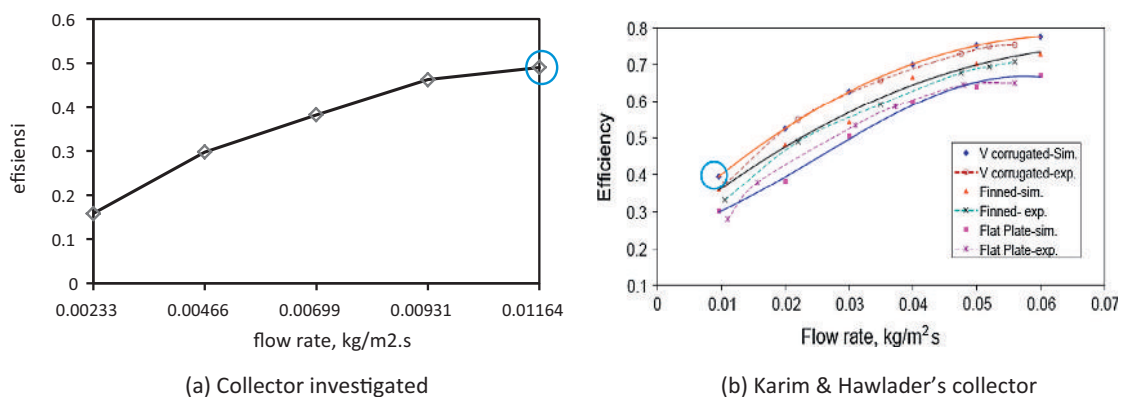 0.6
0.5
0.4
0.3
0.2
0.1
0
efisiensi
0.00233 0.00466 0.00699 0.00931 0.01164
flow rate, kg/m2.s
(a) Collector investigated
0.8
0.7
0.6
0.5
0.4
0.3
0.2
0.1
Efficiency
V corrugated-Sim.
V corrugated-exp.
Finned-sim.
Finned- exp.
Flat Plate-sim.
Flat Plate-exp.
0 0.01 0.02 0.03 0.04 0.05 0.06 0.07
Flow rate, kg/m²s
(b) Karim & Hawlader's collector